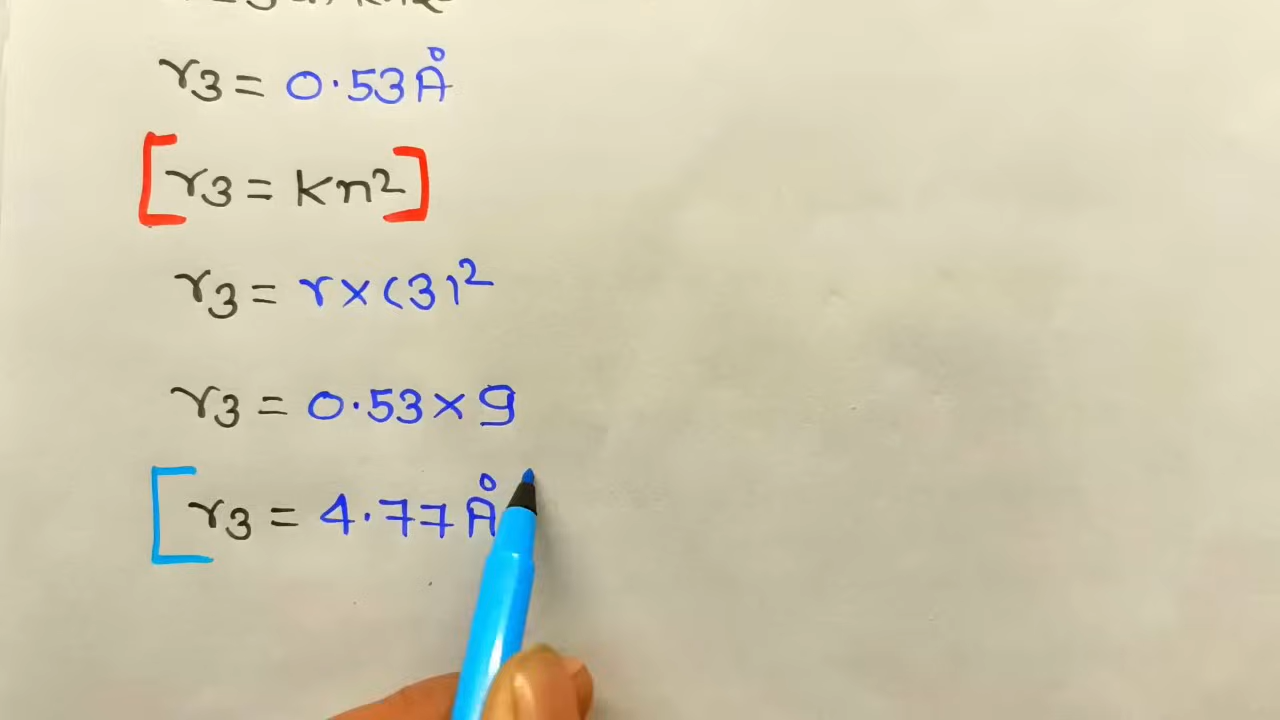 r3 = 0.53 Å
[r3 = kn²]
r3 = r×(3)²
r3 = 0.53 × 9
[r3 = 4.77 Å